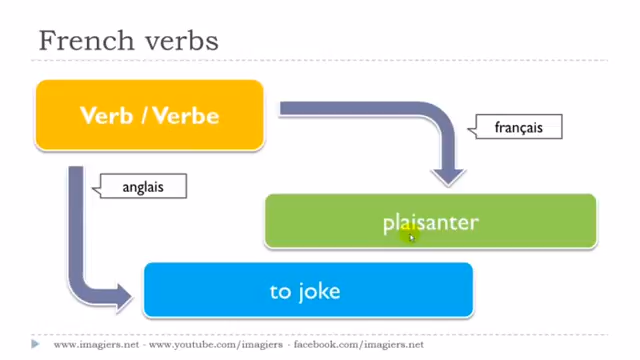 French verbs
Verb / Verbe
français
anglais
plaisanter
to joke
www.imagiers.net - www.youtube.com/imagiers - facebook.com/imagiers.net